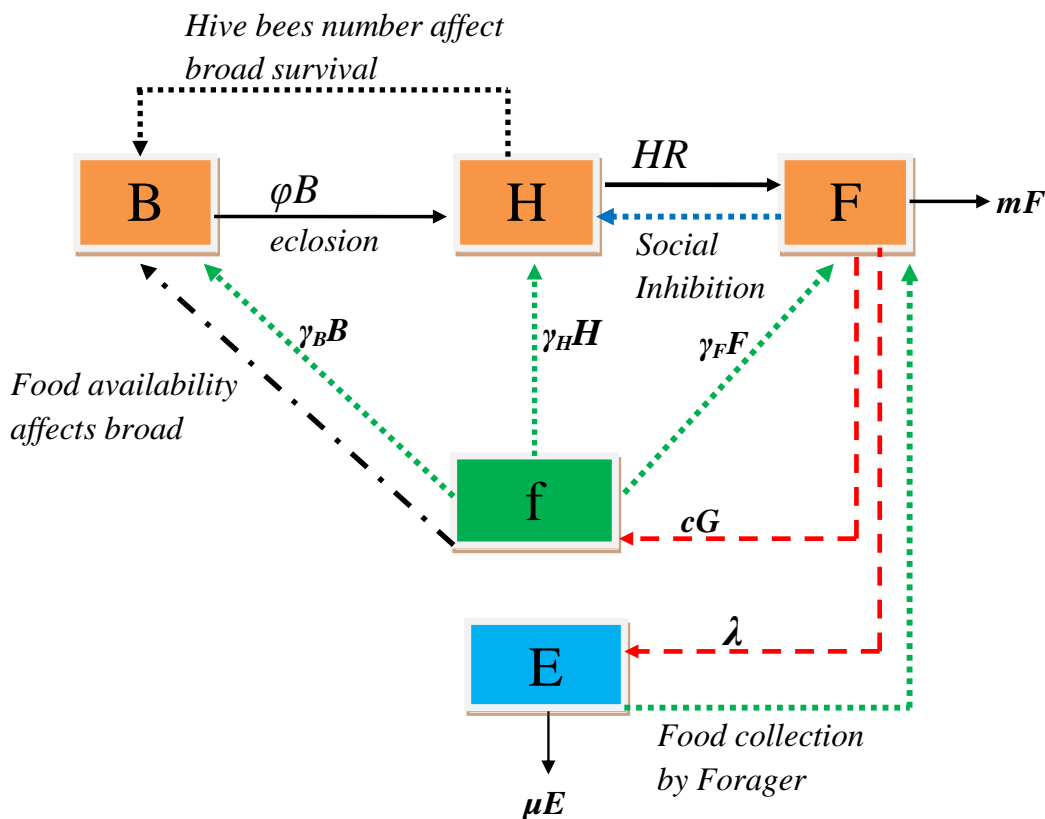 Hive bees number affect
broad survival
B
φB
eclosion
H
HR
F
mF
Social
Inhibition
γBB
γHH
γFF
Food availability
affects broad
f
cG
λ
E
Food collection
by Forager
μE